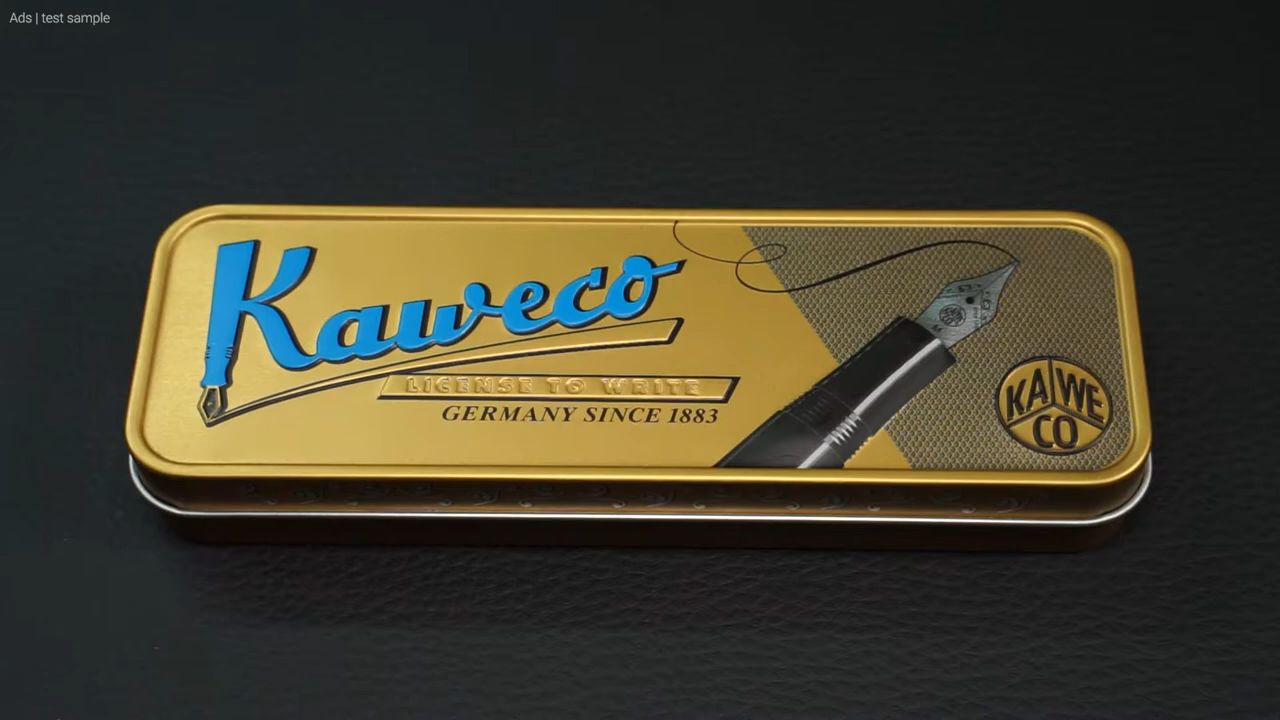 Ads | test sample
Kaweco
LICENSE TO WRITE
GERMANY SINCE 1883
KA WE
CO